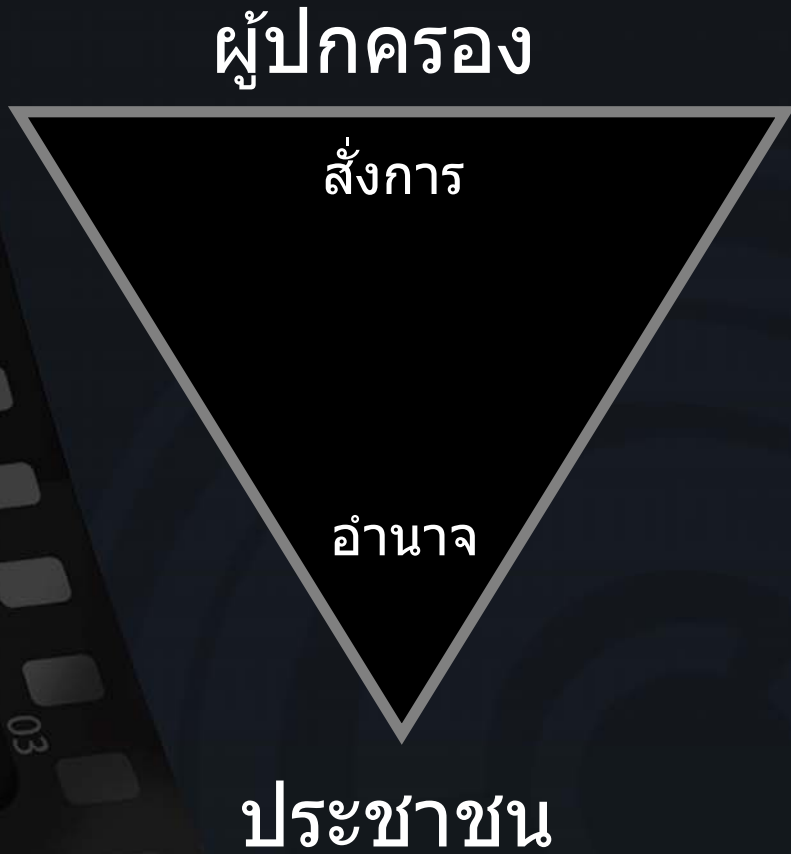 ผู้ปกครอง
สั่งการ
อำนาจ
03
ประชาชน